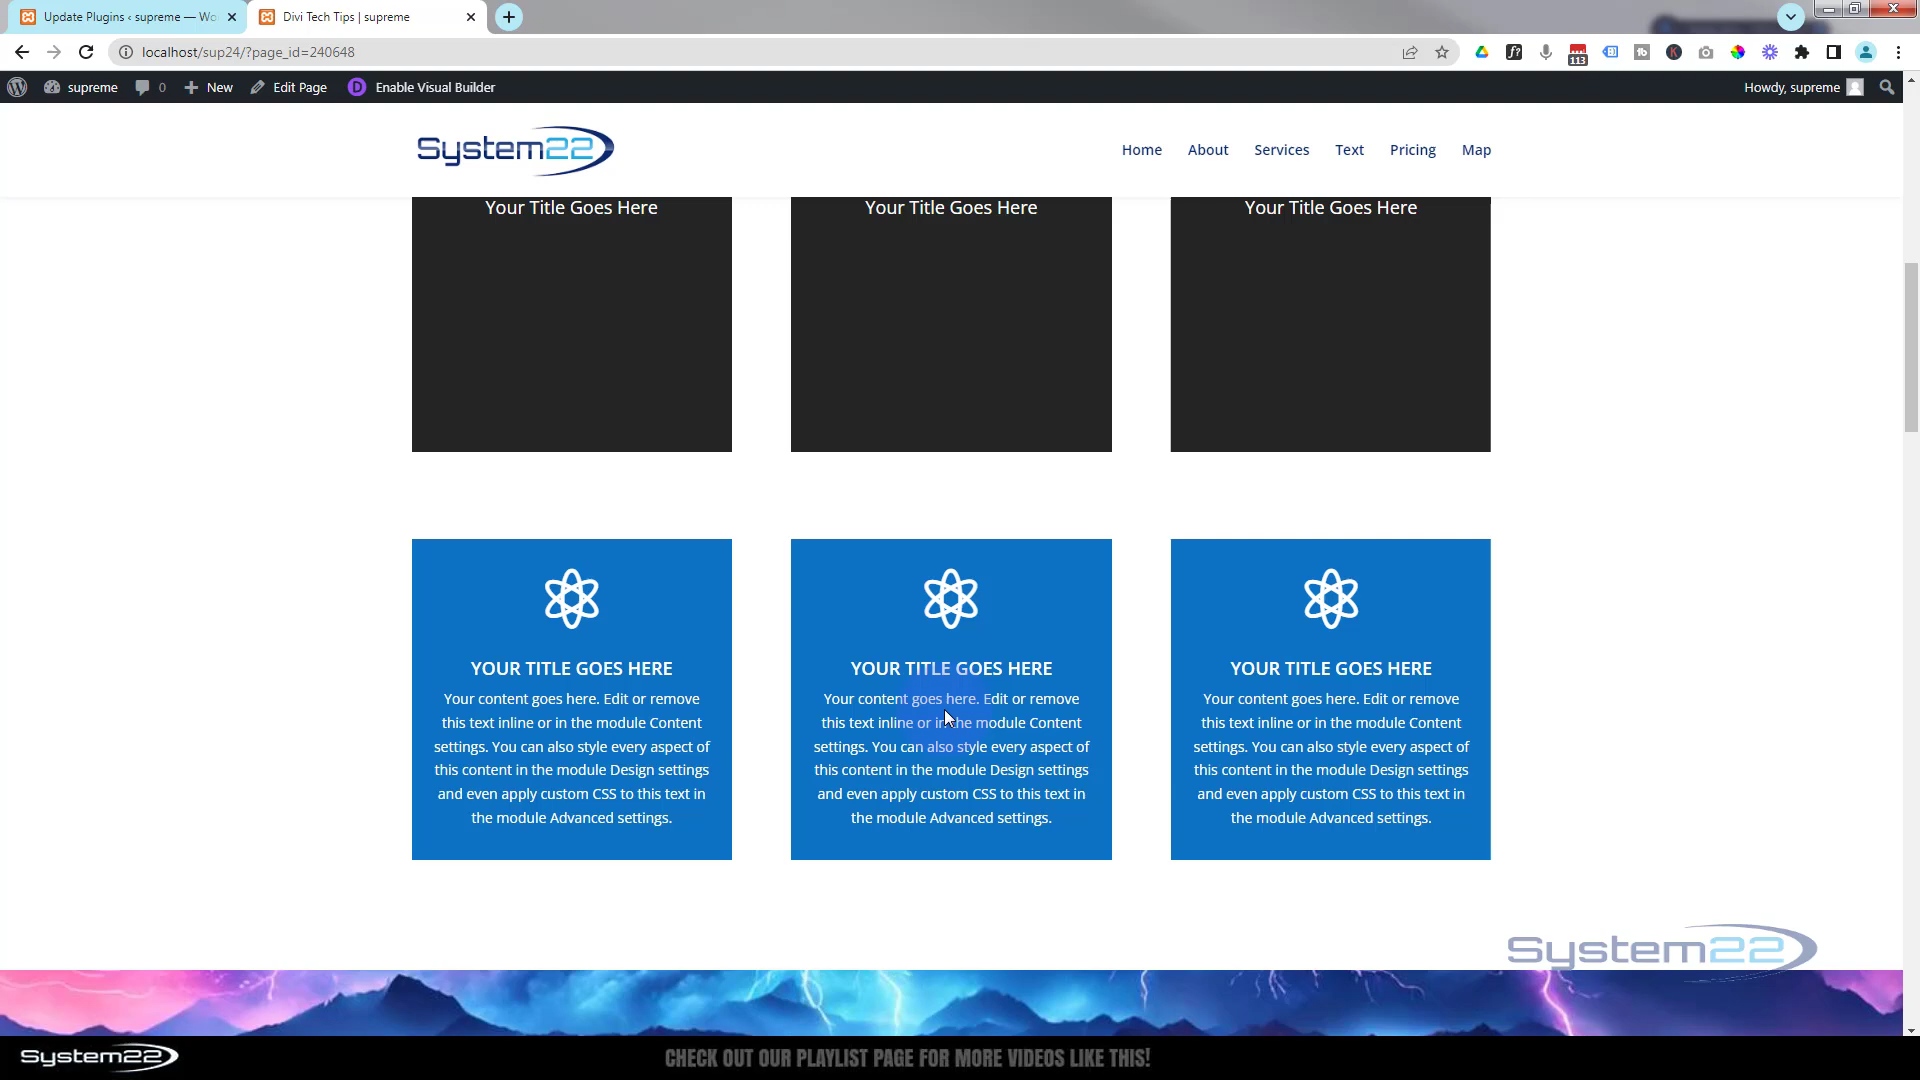 Update Plugins ‹ supreme — Wo
Divi Tech Tips | supreme
localhost/sup24/?page_id=240648
113
supreme
0
New
Edit Page
Enable Visual Builder
Howdy, supreme
System22
Home
About
Services
Text
Pricing
Map
Your Title Goes Here
Your Title Goes Here
Your Title Goes Here
YOUR TITLE GOES HERE
Your content goes here. Edit or remove
this text inline or in the module Content
settings. You can also style every aspect of
this content in the module Design settings
and even apply custom CSS to this text in
the module Advanced settings.
YOUR TITLE GOES HERE
Your content goes here. Edit or remove
this text inline or in the module Content
settings. You can also style every aspect of
this content in the module Design settings
and even apply custom CSS to this text in
the module Advanced settings.
YOUR TITLE GOES HERE
Your content goes here. Edit or remove
this text inline or in the module Content
settings. You can also style every aspect of
this content in the module Design settings
and even apply custom CSS to this text in
the module Advanced settings.
System22
System22
CHECK OUT OUR PLAYLIST PAGE FOR MORE VIDEOS LIKE THIS!